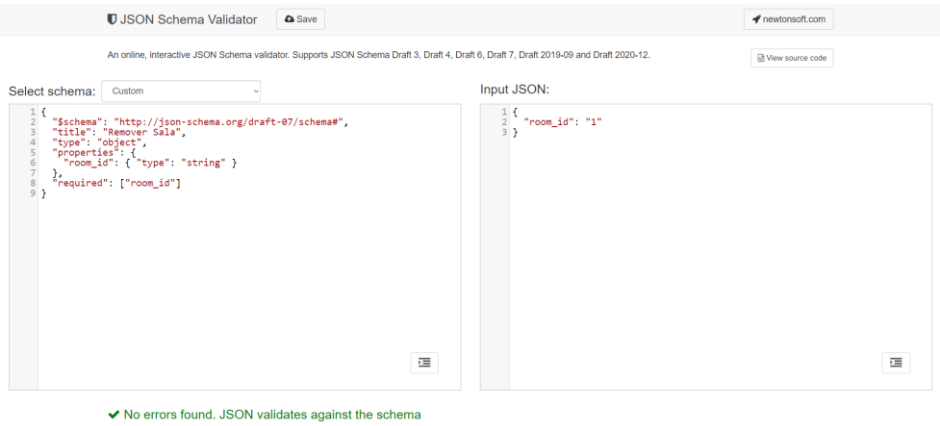 JSON Schema Validator
Save
newtonsoft.com
An online, interactive JSON Schema validator. Supports JSON Schema Draft 3, Draft 4, Draft 6, Draft 7, Draft 2019-09 and Draft 2020-12.
View source code
Select schema: Custom
1 {
2 "$schema": "http://json-schema.org/draft-07/schema#",
3 "title": "Remover Sala",
4 "type": "object",
5 "properties": {
6 "room_id": { "type": "string" }
7 },
8 "required": ["room_id"]
9 }
Input JSON:
1 {
2 "room_id": "1"
3 }
No errors found. JSON validates against the schema